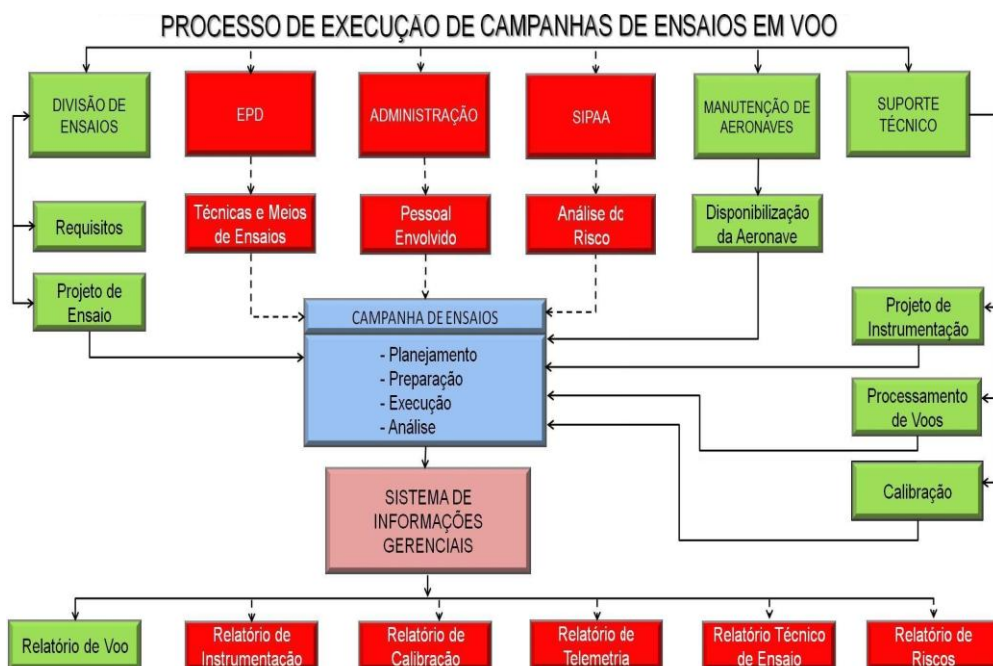 PROCESSO DE EXECUÇÃO DE CAMPANHAS DE ENSAIOS EM VOO
DIVISÃO DE
ENSAIOS
EPD
ADMINISTRAÇÃO
SIPAA
MANUTENÇÃO DE
AERONAVES
SUPORTE
TÉCNICO
Requisitos
Técnicas e Meios
de Ensaios
Pessoal
Envolvido
Análise do
Risco
Disponibilização
da Aeronave
Projeto de
Ensaio
CAMPANHA DE ENSAIOS
- Planejamento
- Preparação
- Execução
- Análise
Projeto de
Instrumentação
Processamento
de Voos
Calibração
SISTEMA DE
INFORMAÇÕES
GERENCIAIS
Relatório de Voo
Relatório de
Instrumentação
Relatório de
Calibração
Relatório de
Telemetria
Relatório Técnico
de Ensaio
Relatório de
Riscos